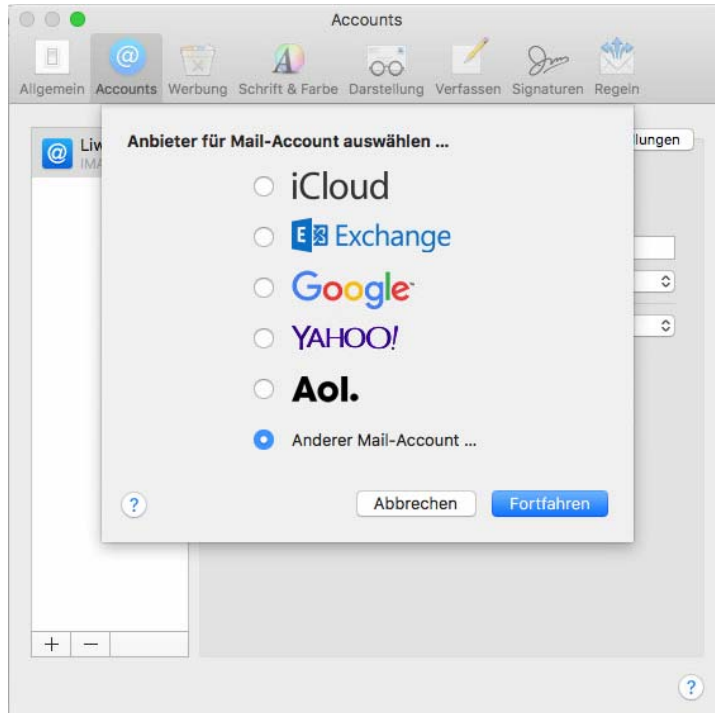 Accounts
Allgemein Accounts Werbung Schrift & Farbe Darstellung Verfassen Signaturen Regeln
Anbieter für Mail-Account auswählen ...
iCloud
Exchange
Google
YAHOO!
Aol.
Anderer Mail-Account ...
? Abbrechen Fortfahren
+ −
?